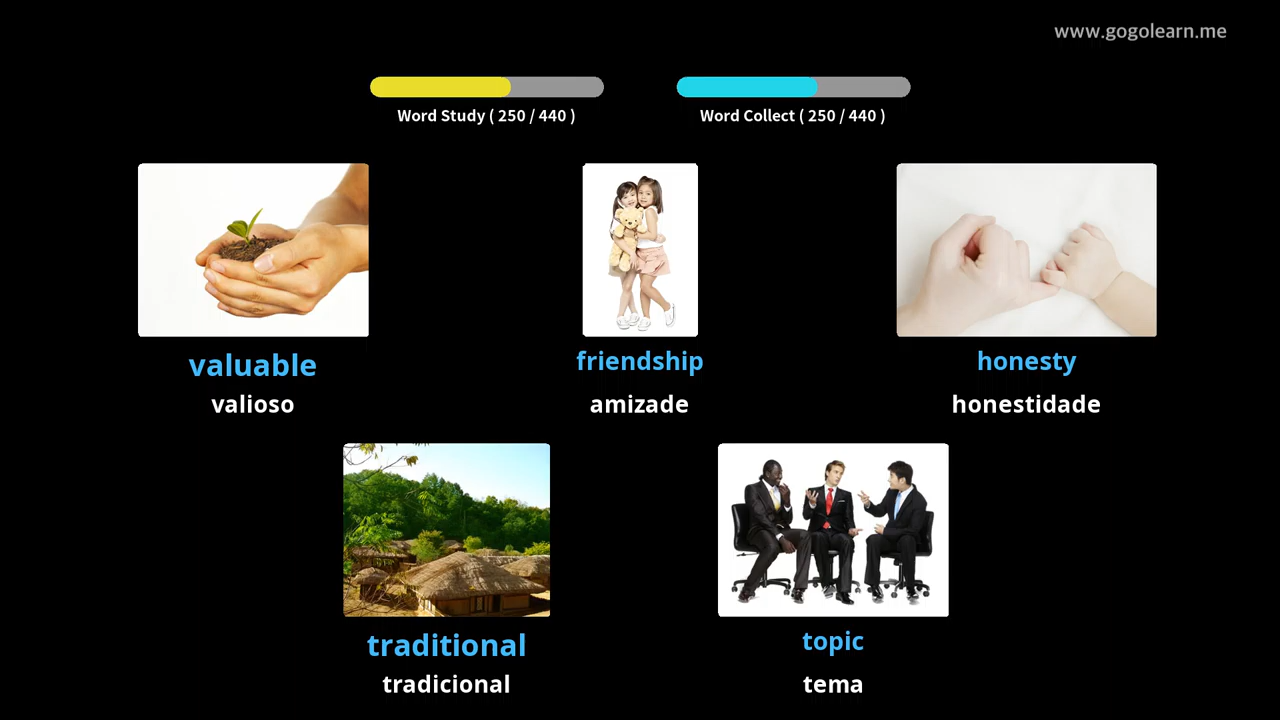 www.gogolearn.me
Word Study ( 250 / 440 )
Word Collect ( 250 / 440 )
valuable
valioso
friendship
amizade
honesty
honestidade
traditional
tradicional
topic
tema